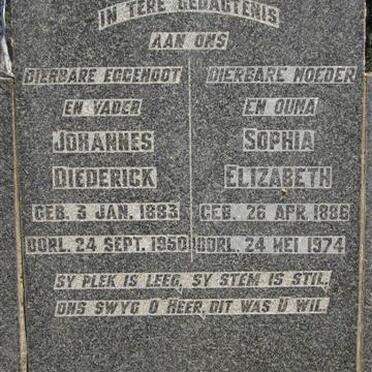 IN TERE GEDAGTENIS
AAN ONS
DIERBARE EGGENOOT
EN VADER
JOHANNES
DIEDERICK
GEB. 3 JAN. 1883
OORL. 24 SEPT. 1950
DIERBARE MOEDER
EN OUMA
SOPHIA
ELIZABETH
GEB. 26 APR. 1886
OORL. 24 MEI 1974
SY PLEK IS LEEG, SY STEM IS STIL,
ONS SWYG O HEER, DIT WAS U WIL.